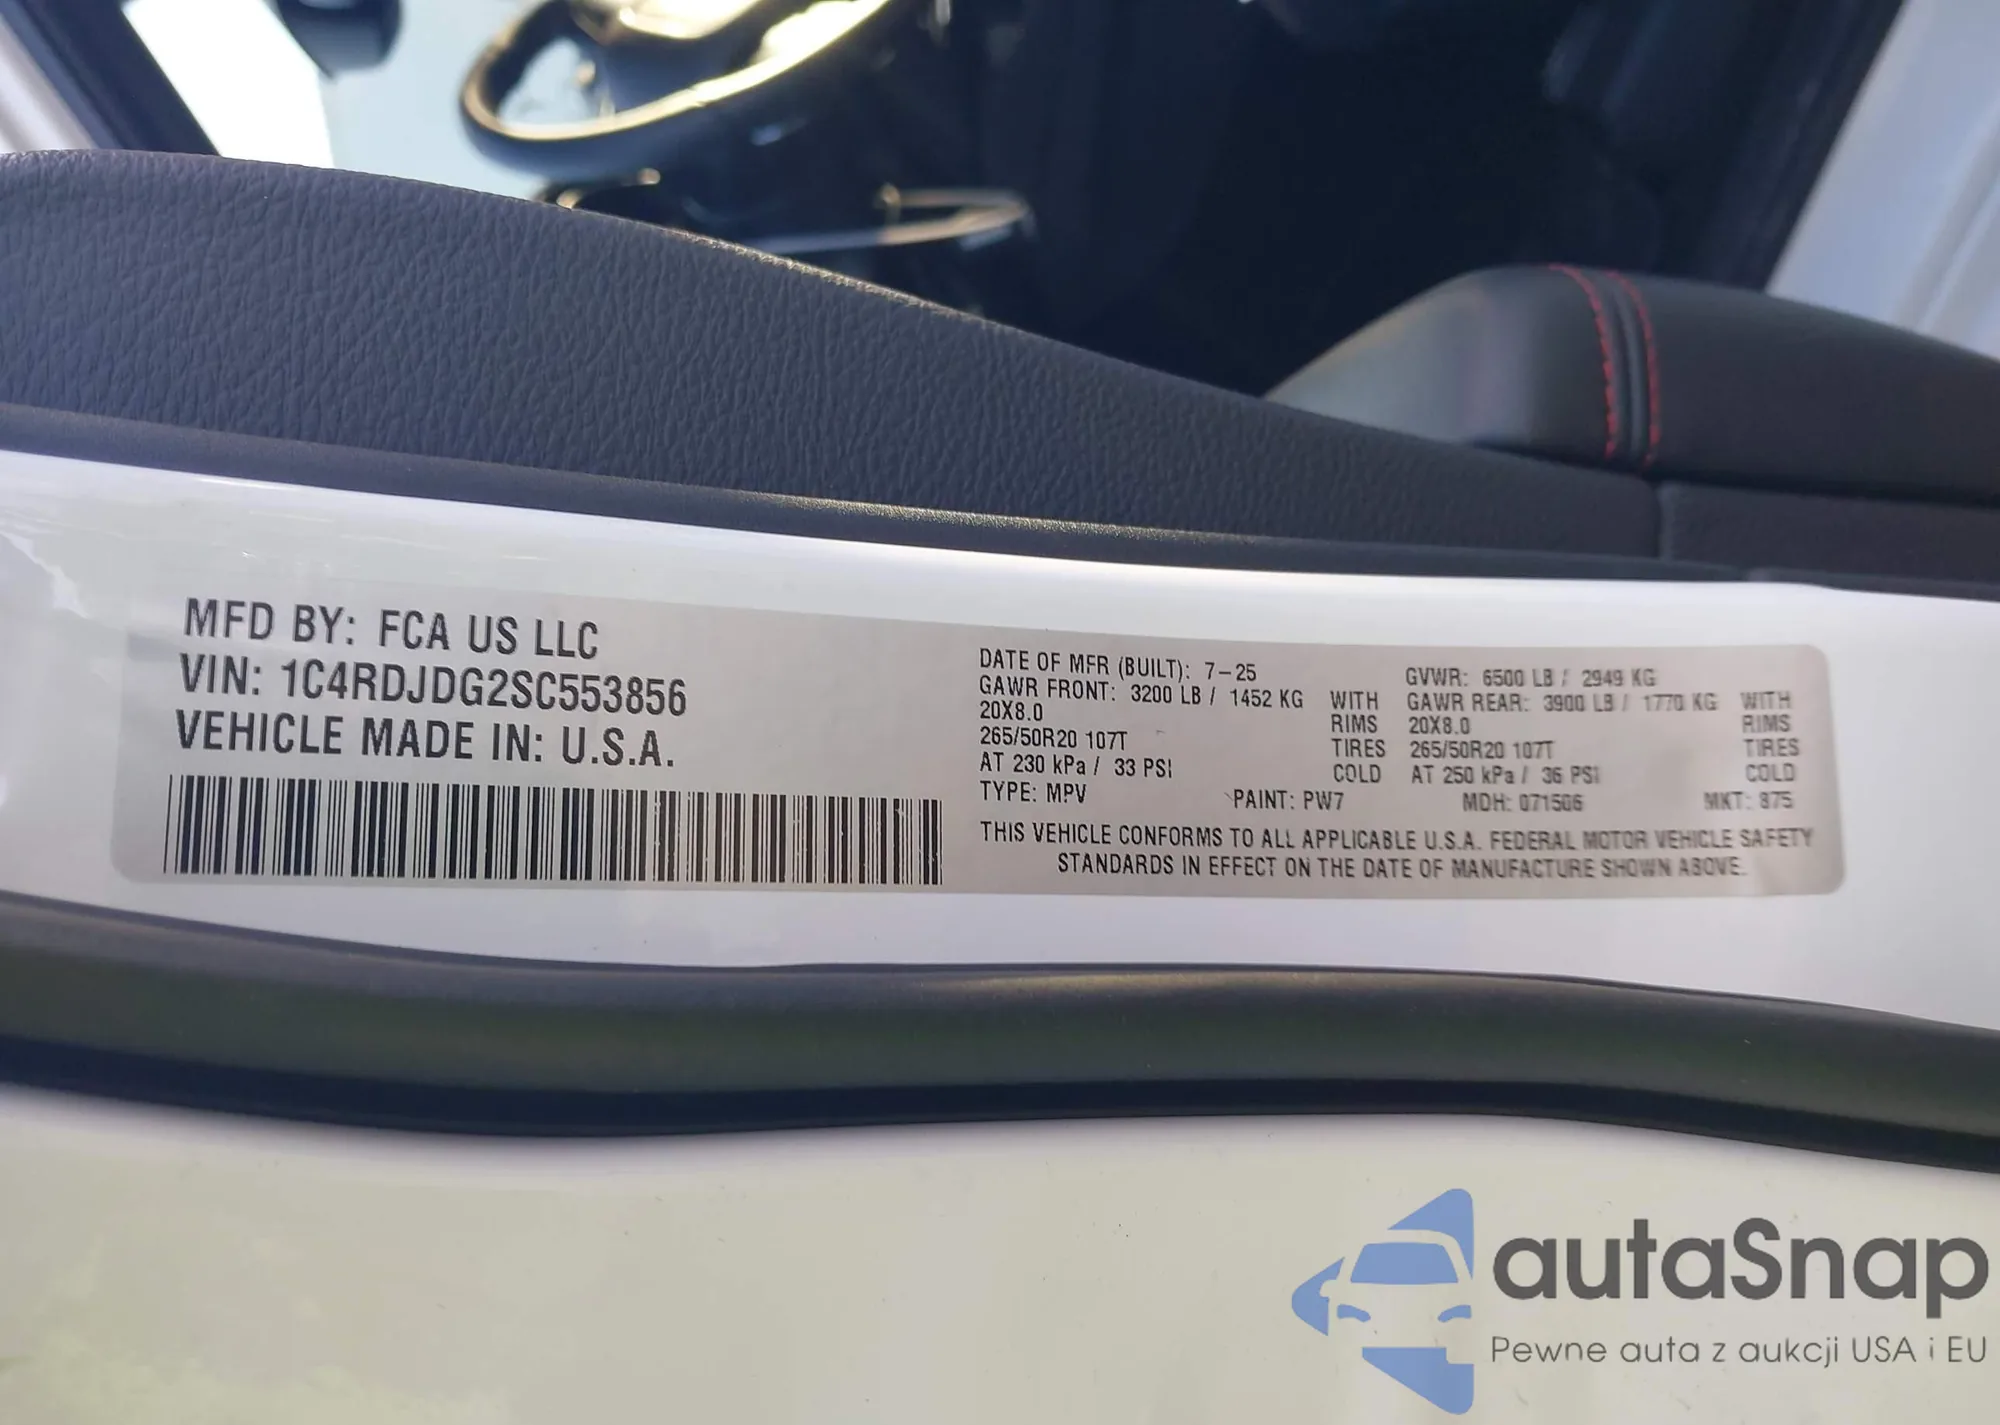 MFD BY: FCA US LLC
VIN: 1C4RDJDG2SC553856
VEHICLE MADE IN: U.S.A.
DATE OF MFR (BUILT): 7-25 GVWR: 6500 LB / 2949 KG
GAWR FRONT: 3200 LB / 1452 KG WITH GAWR REAR: 3900 LB / 1770 KG WITH
20X8.0 RIMS 20X8.0 RIMS
265/50R20 107T TIRES 265/50R20 107T TIRES
AT 230 kPa / 33 PSI COLD AT 250 kPa / 36 PSI COLD
TYPE: MPV PAINT: PW7 MDH: 071506 MKT: 875
THIS VEHICLE CONFORMS TO ALL APPLICABLE U.S.A. FEDERAL MOTOR VEHICLE SAFETY
STANDARDS IN EFFECT ON THE DATE OF MANUFACTURE SHOWN ABOVE.
autaSnap
Pewne auta z aukcji USA i EU